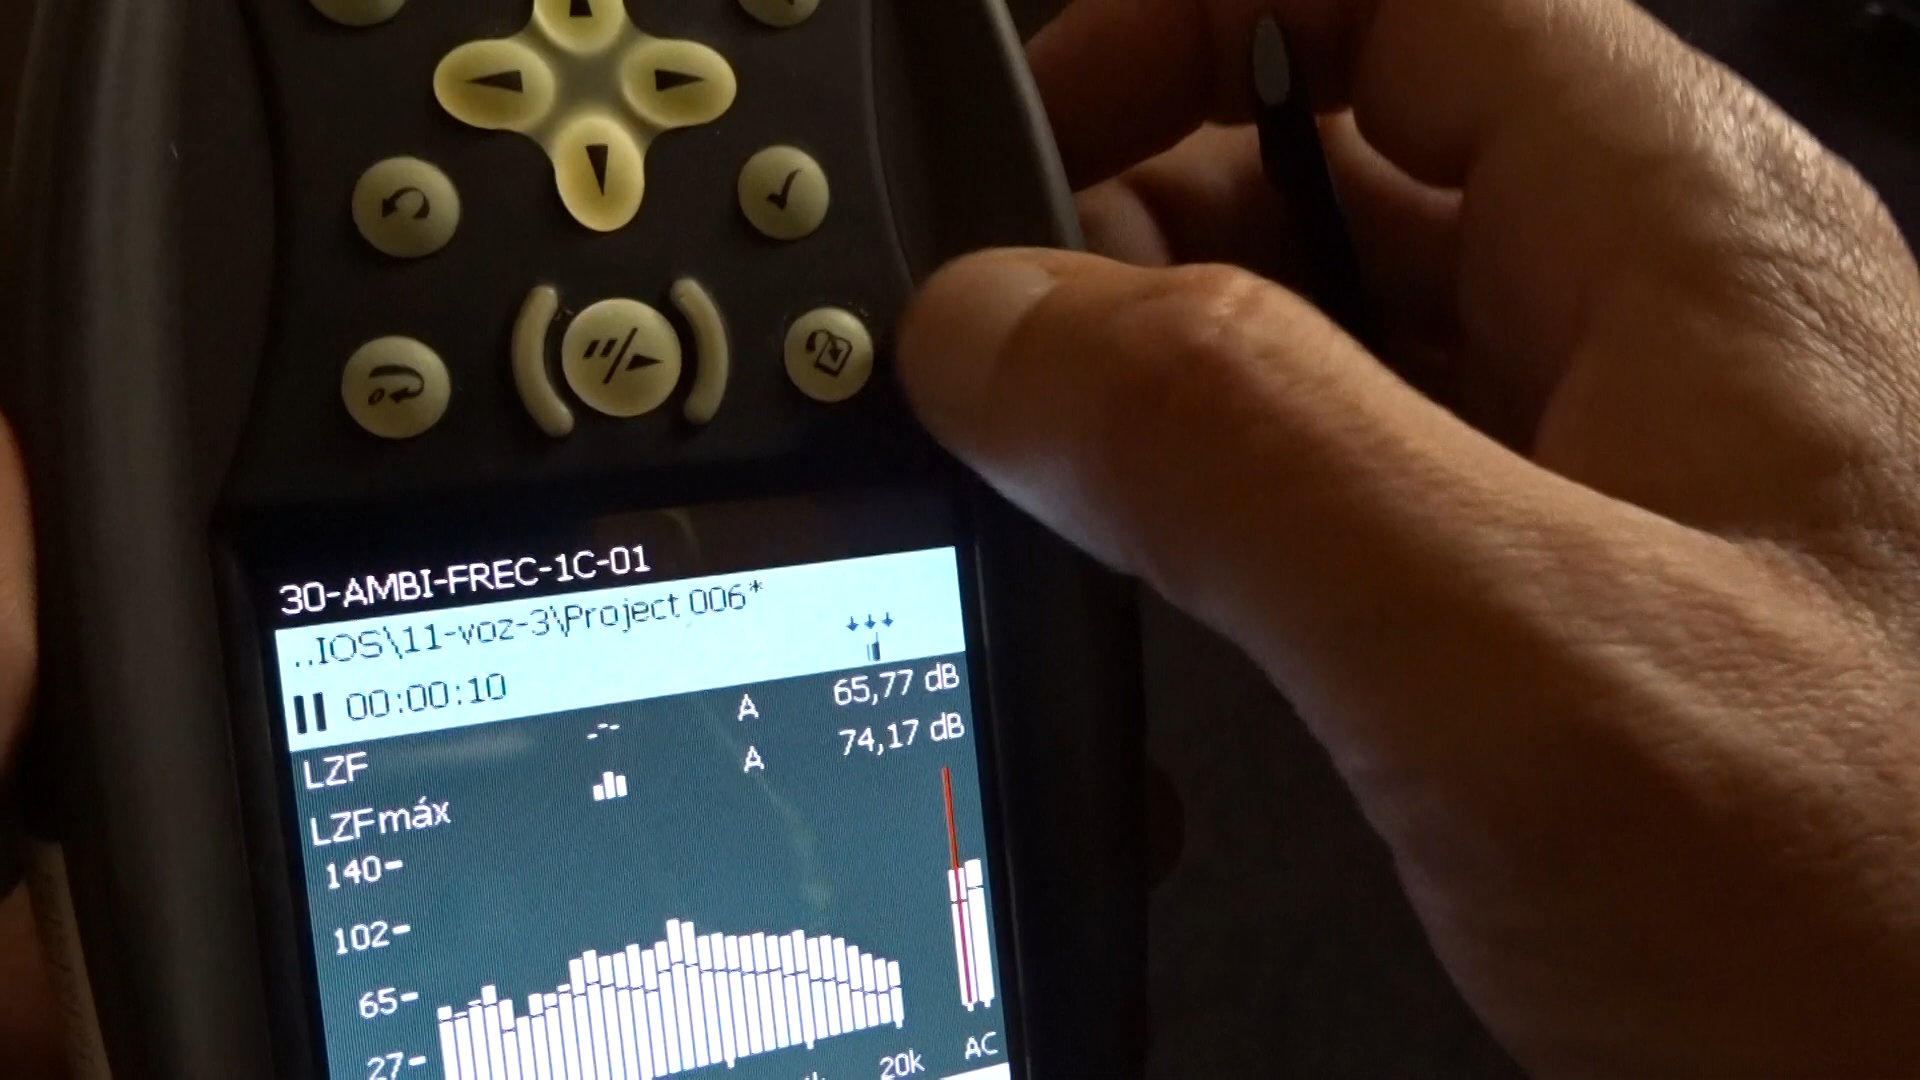 30-AMBI-FREC-1C-01
..IOS\11-voz-3\Project 006*
00:00:10
LZF -- A 65,77 dB
LZFmáx A 74,17 dB
140
102
65
27
20k AC